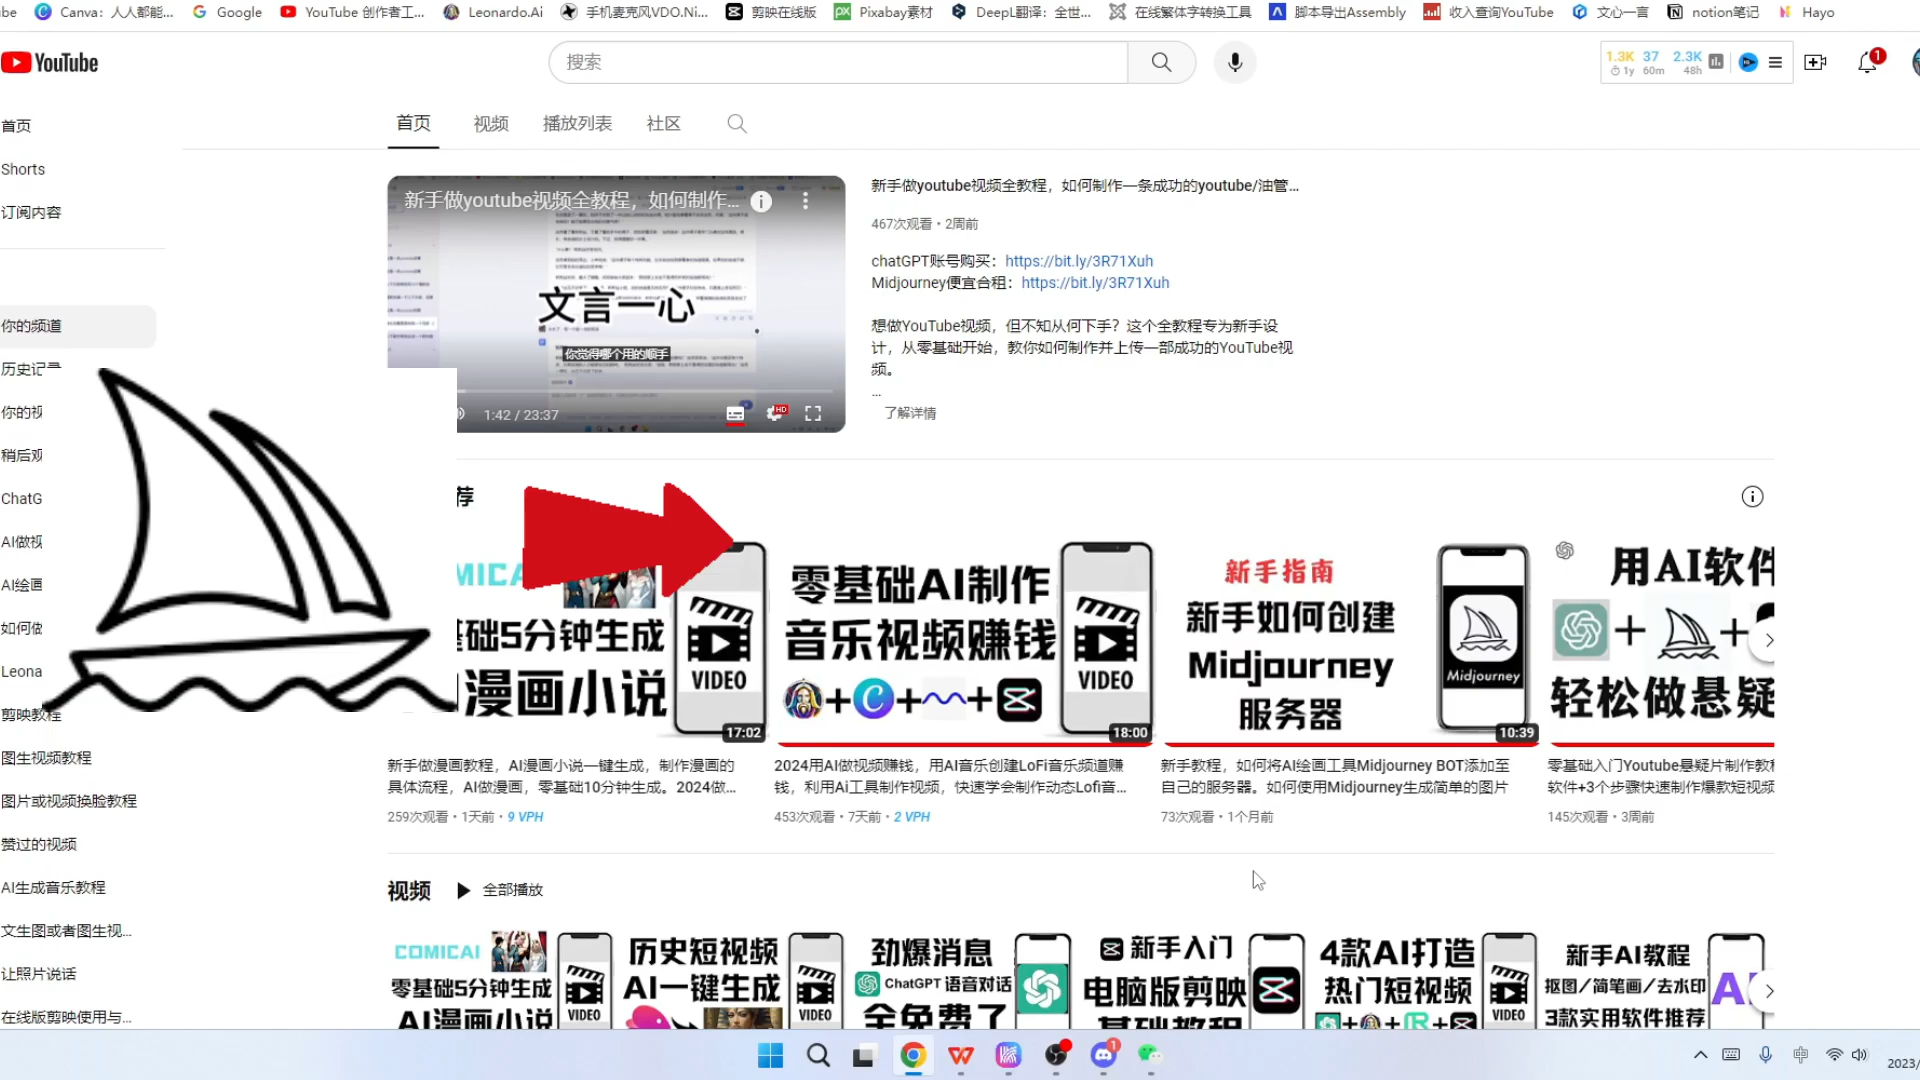 be
Canva：人人都能...
Google
YouTube 创作者工...
Leonardo.Ai
手机麦克风VDO.Ni...
剪映在线版
Pixabay素材
DeepL翻译：全世...
在线繁体字转换工具
脚本导出Assembly
收入查询YouTube
文心一言
notion笔记
Hayo
YouTube
搜索
1.3K 37 2.3K
1y 60m 48h
1
首页
视频
播放列表
社区
首页
Shorts
订阅内容
你的频道
历史记录
你的视
稍后观
ChatG
AI做视
AI绘画
如何做
Leona
剪映教程
图生视频教程
图片或视频换脸教程
赞过的视频
AI生成音乐教程
文生图或者图生视...
让照片说话
在线版剪映使用与...
新手做youtube视频全教程，如何制作...
文言一心
你觉得哪个用的顺手
1:42 / 23:37
HD
新手做youtube视频全教程，如何制作一条成功的youtube/油管...
467次观看・2周前
chatGPT账号购买：https://bit.ly/3R71Xuh
Midjourney便宜合租：https://bit.ly/3R71Xuh
想做YouTube视频，但不知从何下手？这个全教程专为新手设
计，从零基础开始，教你如何制作并上传一部成功的YouTube视
频。
...
了解详情
荐
MICA
础5分钟生成
漫画小说
VIDEO
17:02
零基础AI制作
音乐视频赚钱
VIDEO
18:00
新手指南
新手如何创建
Midjourney
服务器
Midjourney
10:39
用AI软件
轻松做悬疑
新手做漫画教程，AI漫画小说一键生成，制作漫画的
具体流程，AI做漫画，零基础10分钟生成。2024做...
259次观看・1天前・9 VPH
2024用AI做视频赚钱，用AI音乐创建LoFi音乐频道赚
钱，利用Ai工具制作视频，快速学会制作动态Lofi音...
453次观看・7天前・2 VPH
新手教程，如何将AI绘画工具Midjourney BOT添加至
自己的服务器。如何使用Midjourney生成简单的图片
73次观看・1个月前
零基础入门Youtube悬疑片制作教程
软件+3个步骤快速制作爆款短视频
145次观看・3周前
视频
全部播放
COMICAI
零基础5分钟生成
AI漫画小说
VIDEO
历史短视频
AI一键生成
VIDEO
劲爆消息
ChatGPT 语音对话
全免费了
新手入门
电脑版剪映
基础教程
4款AI打造
热门短视频
VIDEO
新手AI教程
抠图/简笔画/去水印
3款实用软件推荐
AI
1
中
2023/